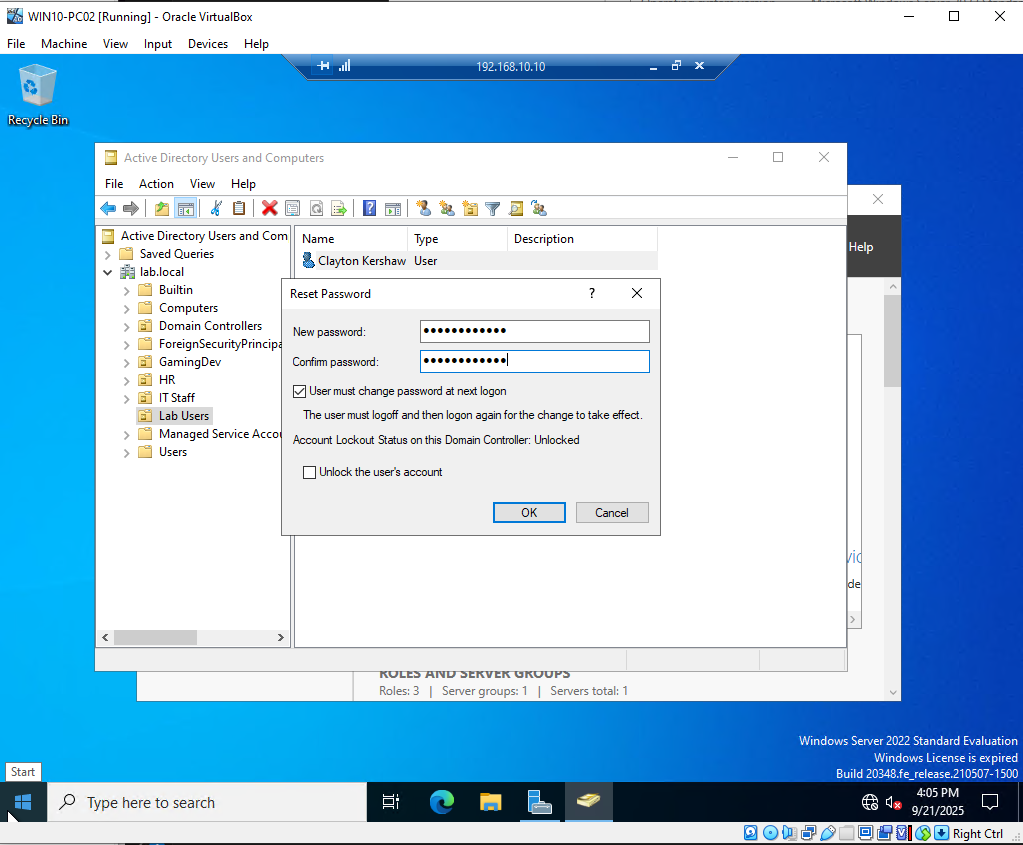 WIN10-PC02 [Running] - Oracle VirtualBox
File Machine View Input Devices Help
192.168.10.10
Recycle Bin
Active Directory Users and Computers
File Action View Help
Help
Active Directory Users and Com
Saved Queries
lab.local
Builtin
Computers
Domain Controllers
ForeignSecurityPrincipa
GamingDev
HR
IT Staff
Lab Users
Managed Service Accou
Users
Name Type Description
Clayton Kershaw User
Reset Password
New password:
Confirm password:
User must change password at next logon
The user must logoff and then logon again for the change to take effect.
Account Lockout Status on this Domain Controller: Unlocked
Unlock the user's account
OK Cancel
de
ROLES AND SERVER GROUPS
Roles: 3 | Server groups: 1 | Servers total: 1
Windows Server 2022 Standard Evaluation
Windows License is expired
Build 20348.fe_release.210507-1500
Start
Type here to search
4:05 PM
9/21/2025
Right Ctrl